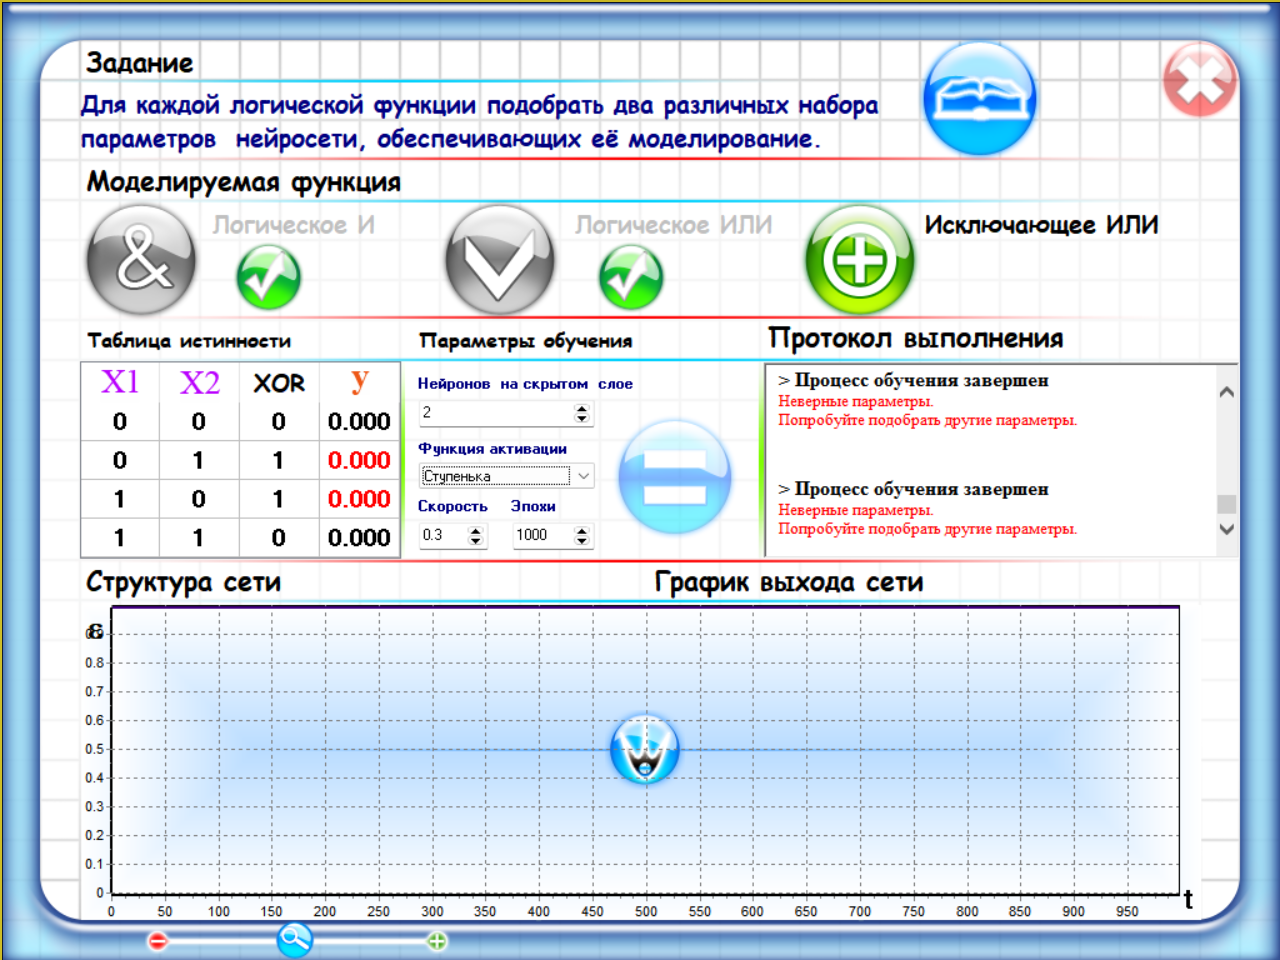 Задание
Для каждой логической функции подобрать два различных набора
параметров нейросети, обеспечивающих её моделирование.
Моделируемая функция
&
Логическое И
Логическое ИЛИ
Исключающее ИЛИ
Таблица истинности
Параметры обучения
Протокол выполнения
X1 X2 XOR y
0 0 0 0.000
0 1 1 0.000
1 0 1 0.000
1 1 0 0.000
Нейронов на скрытом слое
2
Функция активации
Ступенька
Скорость Эпохи
0.3 1000
> Процесс обучения завершен
Неверные параметры.
Попробуйте подобрать другие параметры.
> Процесс обучения завершен
Неверные параметры.
Попробуйте подобрать другие параметры.
Структура сети
График выхода сети
ε
0.8
0.7
0.6
0.5
0.4
0.3
0.2
0.1
0
0 50 100 150 200 250 300 350 400 450 500 550 600 650 700 750 800 850 900 950
t